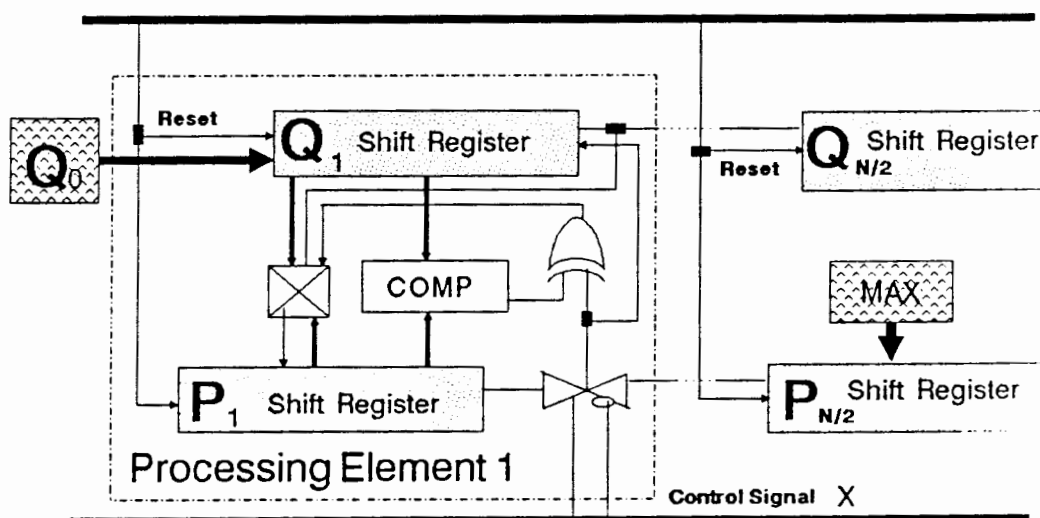 Reset
Q0
Q1 Shift Register
QN/2 Shift Register
Reset
COMP
MAX
P1 Shift Register
PN/2 Shift Register
Processing Element 1
Control Signal X